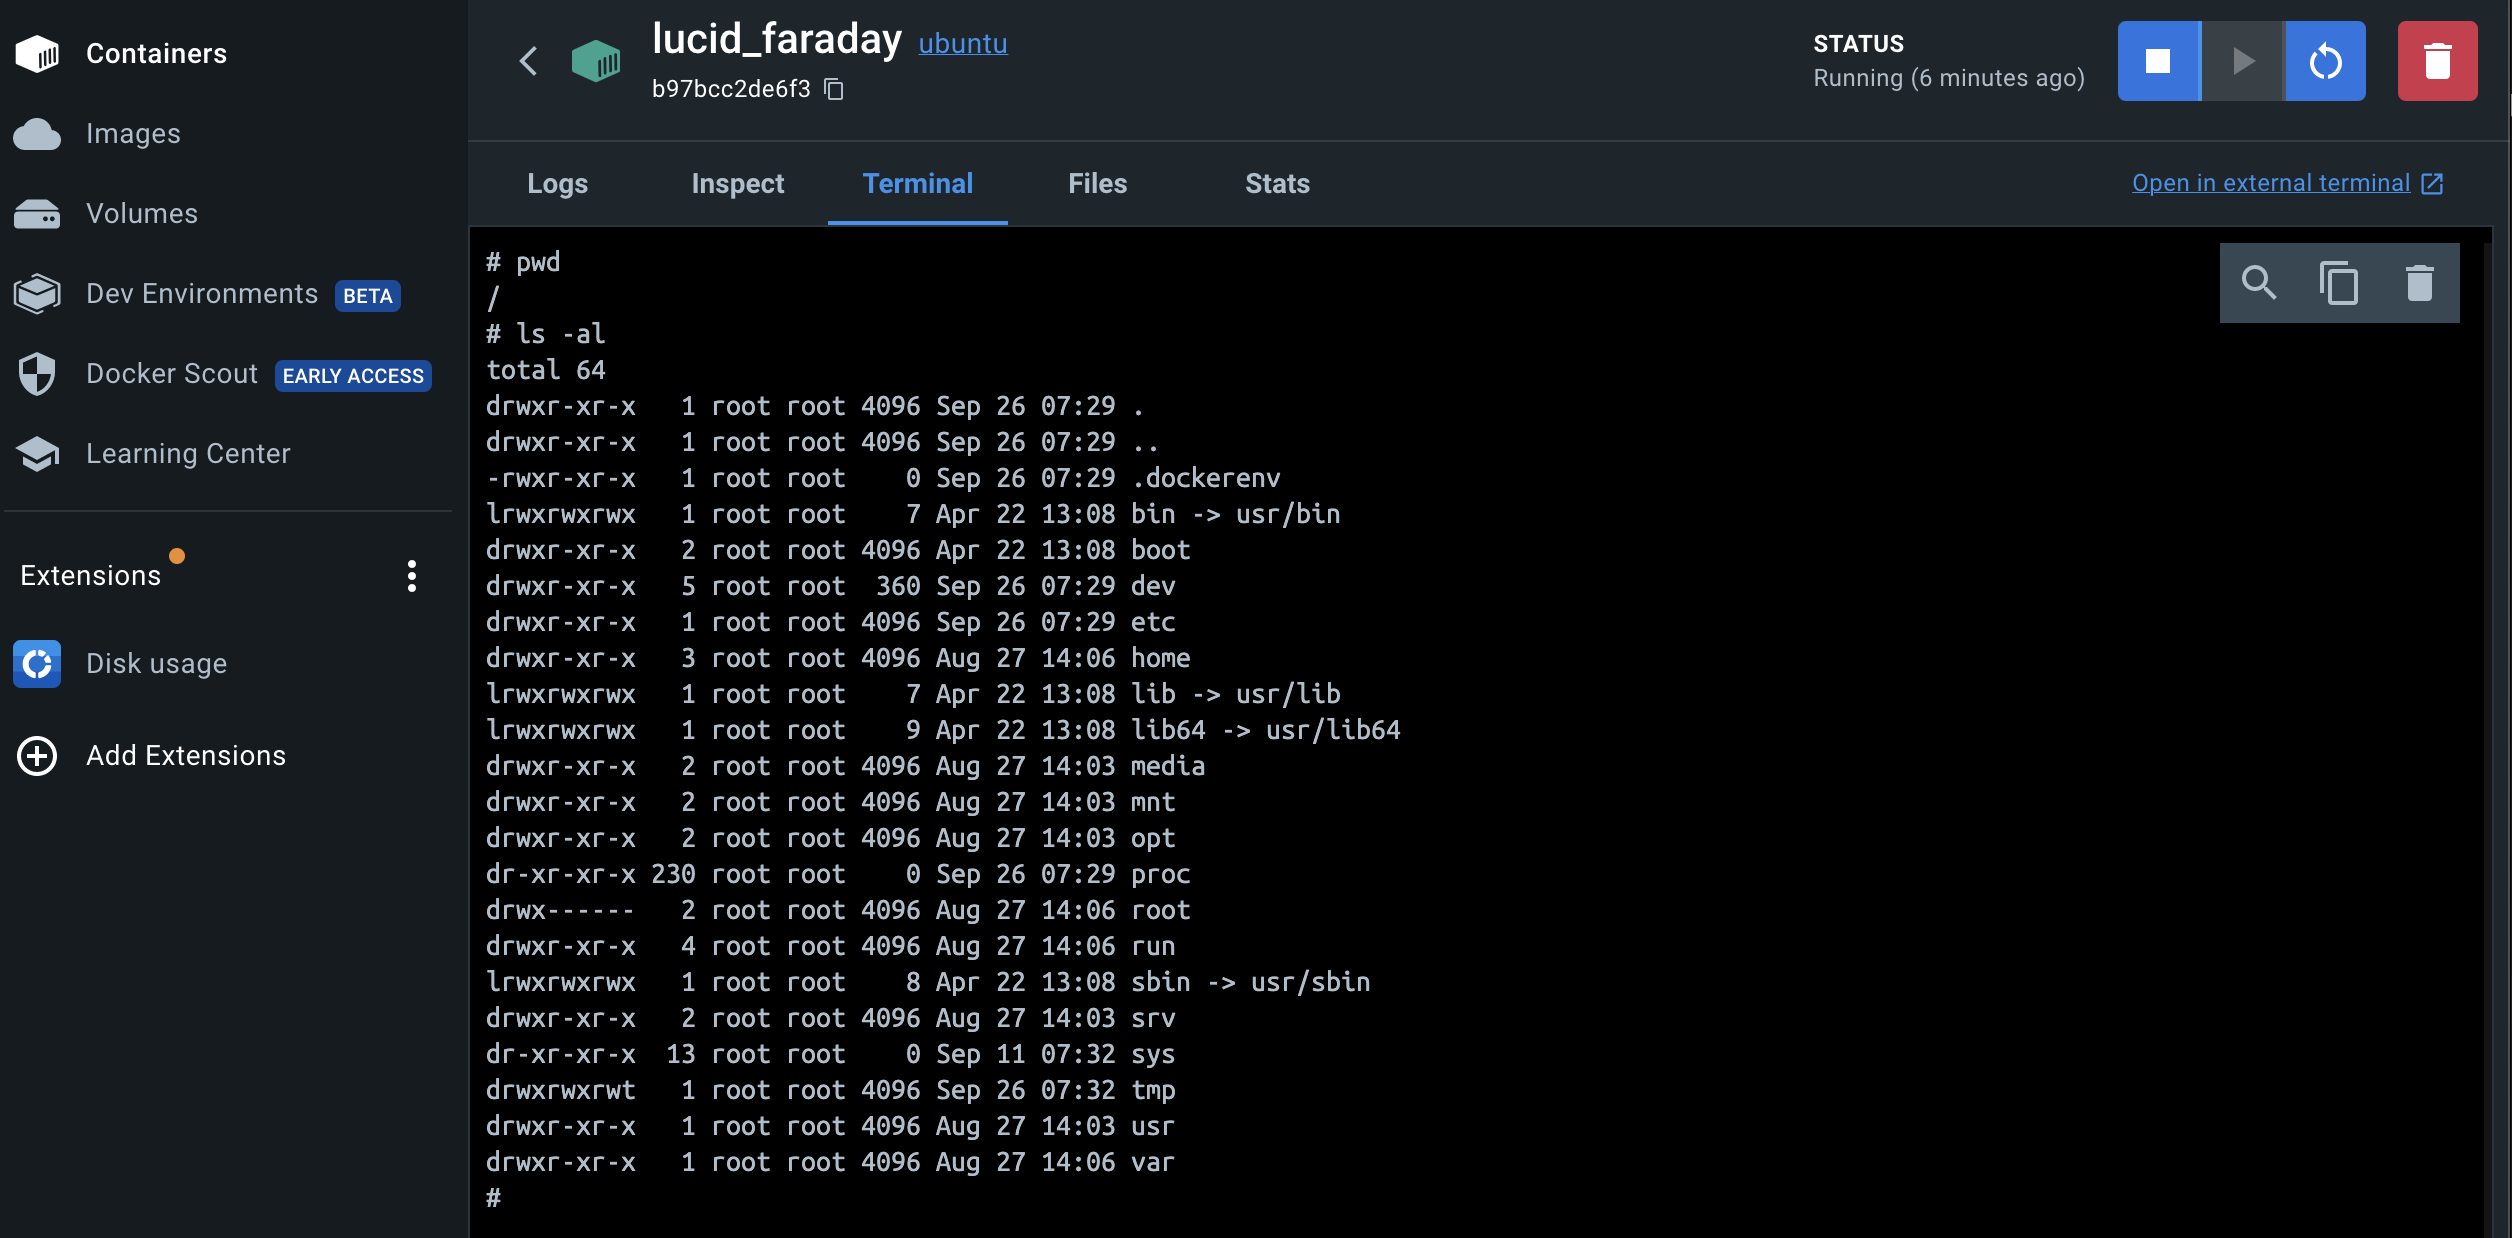 Containers
Images
Volumes
Dev Environments BETA
Docker Scout EARLY ACCESS
Learning Center
Extensions
Disk usage
Add Extensions
lucid_faraday ubuntu
b97bcc2de6f3
STATUS
Running (6 minutes ago)
Logs Inspect Terminal Files Stats
Open in external terminal
# pwd
/
# ls -al
total 64
drwxr-xr-x   1 root root 4096 Sep 26 07:29 .
drwxr-xr-x   1 root root 4096 Sep 26 07:29 ..
-rwxr-xr-x   1 root root    0 Sep 26 07:29 .dockerenv
lrwxrwxrwx   1 root root    7 Apr 22 13:08 bin -> usr/bin
drwxr-xr-x   2 root root 4096 Apr 22 13:08 boot
drwxr-xr-x   5 root root  360 Sep 26 07:29 dev
drwxr-xr-x   1 root root 4096 Sep 26 07:29 etc
drwxr-xr-x   3 root root 4096 Aug 27 14:06 home
lrwxrwxrwx   1 root root    7 Apr 22 13:08 lib -> usr/lib
lrwxrwxrwx   1 root root    9 Apr 22 13:08 lib64 -> usr/lib64
drwxr-xr-x   2 root root 4096 Aug 27 14:03 media
drwxr-xr-x   2 root root 4096 Aug 27 14:03 mnt
drwxr-xr-x   2 root root 4096 Aug 27 14:03 opt
dr-xr-xr-x 230 root root    0 Sep 26 07:29 proc
drwx------   2 root root 4096 Aug 27 14:06 root
drwxr-xr-x   4 root root 4096 Aug 27 14:06 run
lrwxrwxrwx   1 root root    8 Apr 22 13:08 sbin -> usr/sbin
drwxr-xr-x   2 root root 4096 Aug 27 14:03 srv
dr-xr-xr-x  13 root root    0 Sep 11 07:32 sys
drwxrwxrwt   1 root root 4096 Sep 26 07:32 tmp
drwxr-xr-x   1 root root 4096 Aug 27 14:03 usr
drwxr-xr-x   1 root root 4096 Aug 27 14:06 var
#